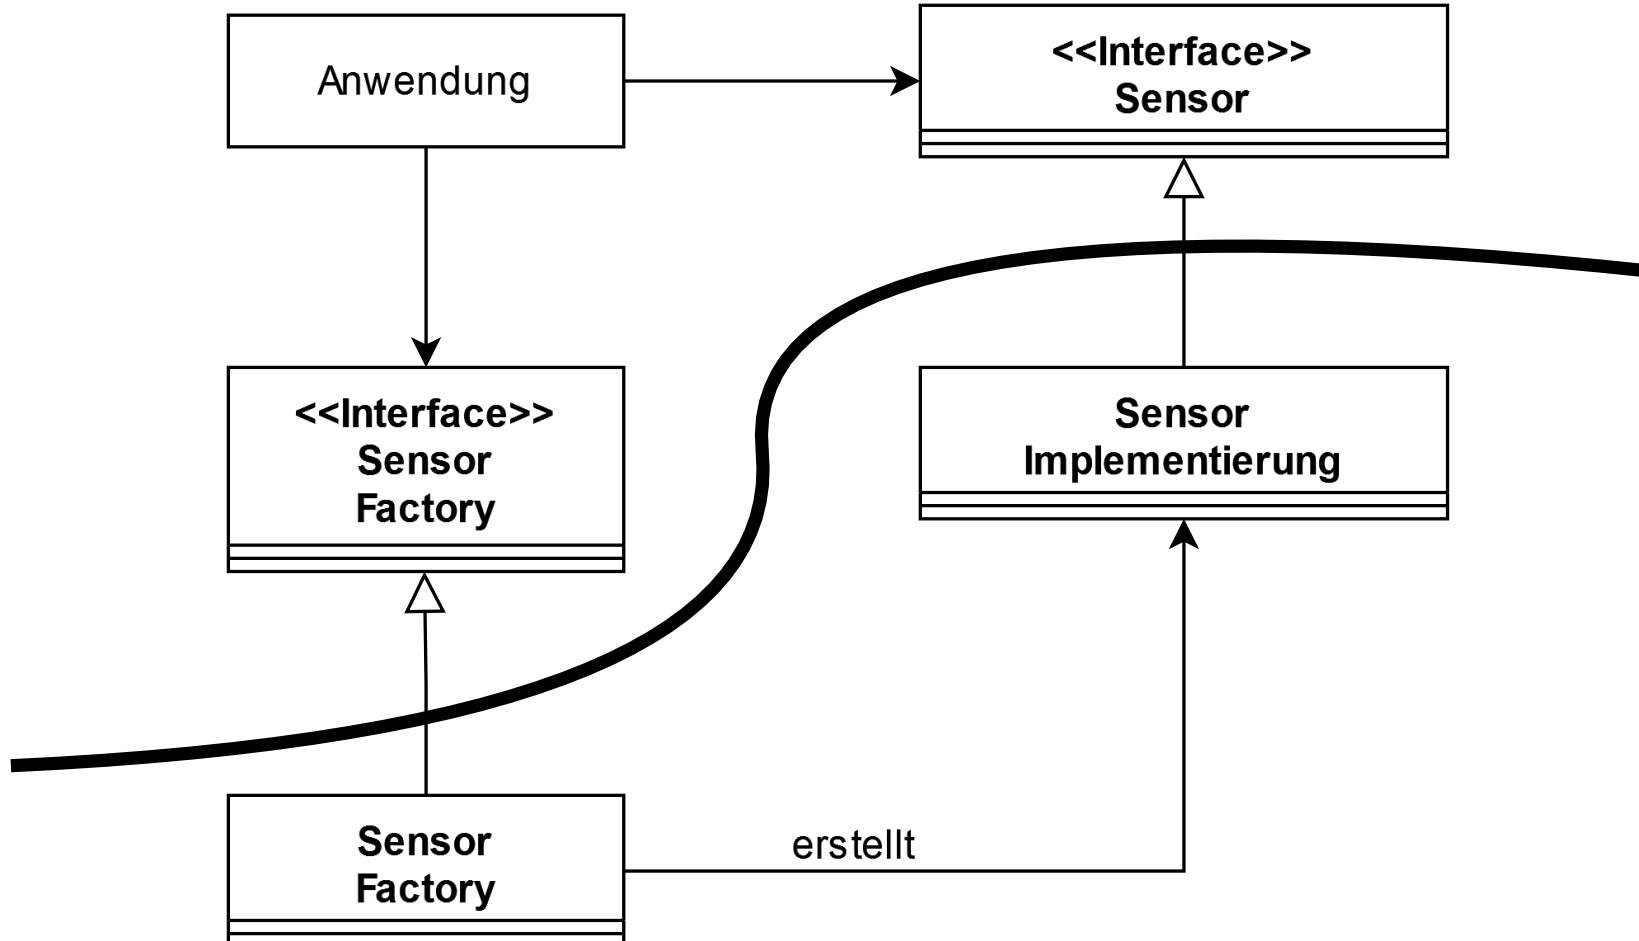 Anwendung
<<Interface>>
Sensor
<<Interface>>
Sensor
Factory
Sensor
Implementierung
Sensor
Factory
erstellt